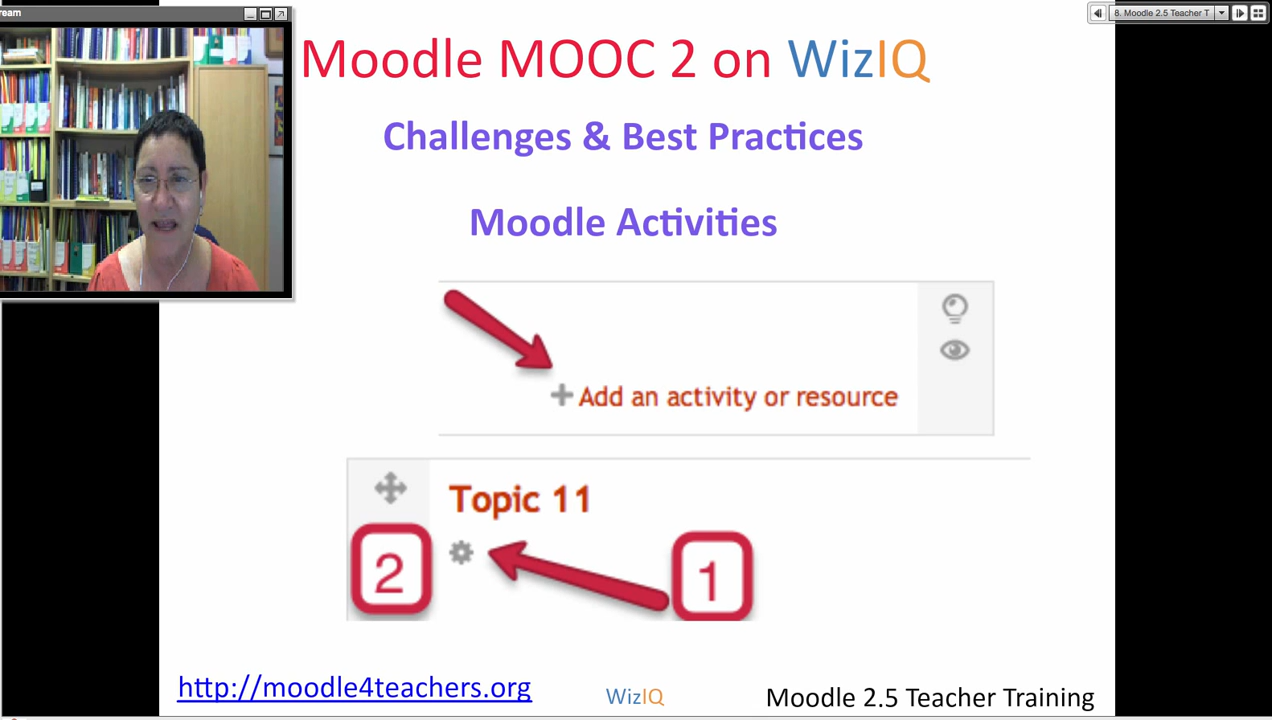 ream
8. Moodle 2.5 Teacher T
Moodle MOOC 2 on WizIQ
Challenges & Best Practices
Moodle Activities
Add an activity or resource
Topic 11
2
1
http://moodle4teachers.org
WizIQ
Moodle 2.5 Teacher Training